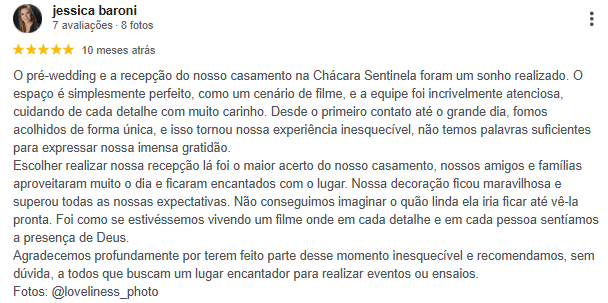 jessica baroni
7 avaliações · 8 fotos
10 meses atrás
O pré-wedding e a recepção do nosso casamento na Chácara Sentinela foram um sonho realizado. O
espaço é simplesmente perfeito, como um cenário de filme, e a equipe foi incrivelmente atenciosa,
cuidando de cada detalhe com muito carinho. Desde o primeiro contato até o grande dia, fomos
acolhidos de forma única, e isso tornou nossa experiência inesquecível, não temos palavras suficientes
para expressar nossa imensa gratidão.
Escolher realizar nossa recepção lá foi o maior acerto do nosso casamento, nossos amigos e famílias
aproveitaram muito o dia e ficaram encantados com o lugar. Nossa decoração ficou maravilhosa e
superou todas as nossas expectativas. Não conseguimos imaginar o quão linda ela iria ficar até vê-la
pronta. Foi como se estivéssemos vivendo um filme onde em cada detalhe e em cada pessoa sentíamos
a presença de Deus.
Agradecemos profundamente por terem feito parte desse momento inesquecível e recomendamos, sem
dúvida, a todos que buscam um lugar encantador para realizar eventos ou ensaios.
Fotos: @loveliness_photo